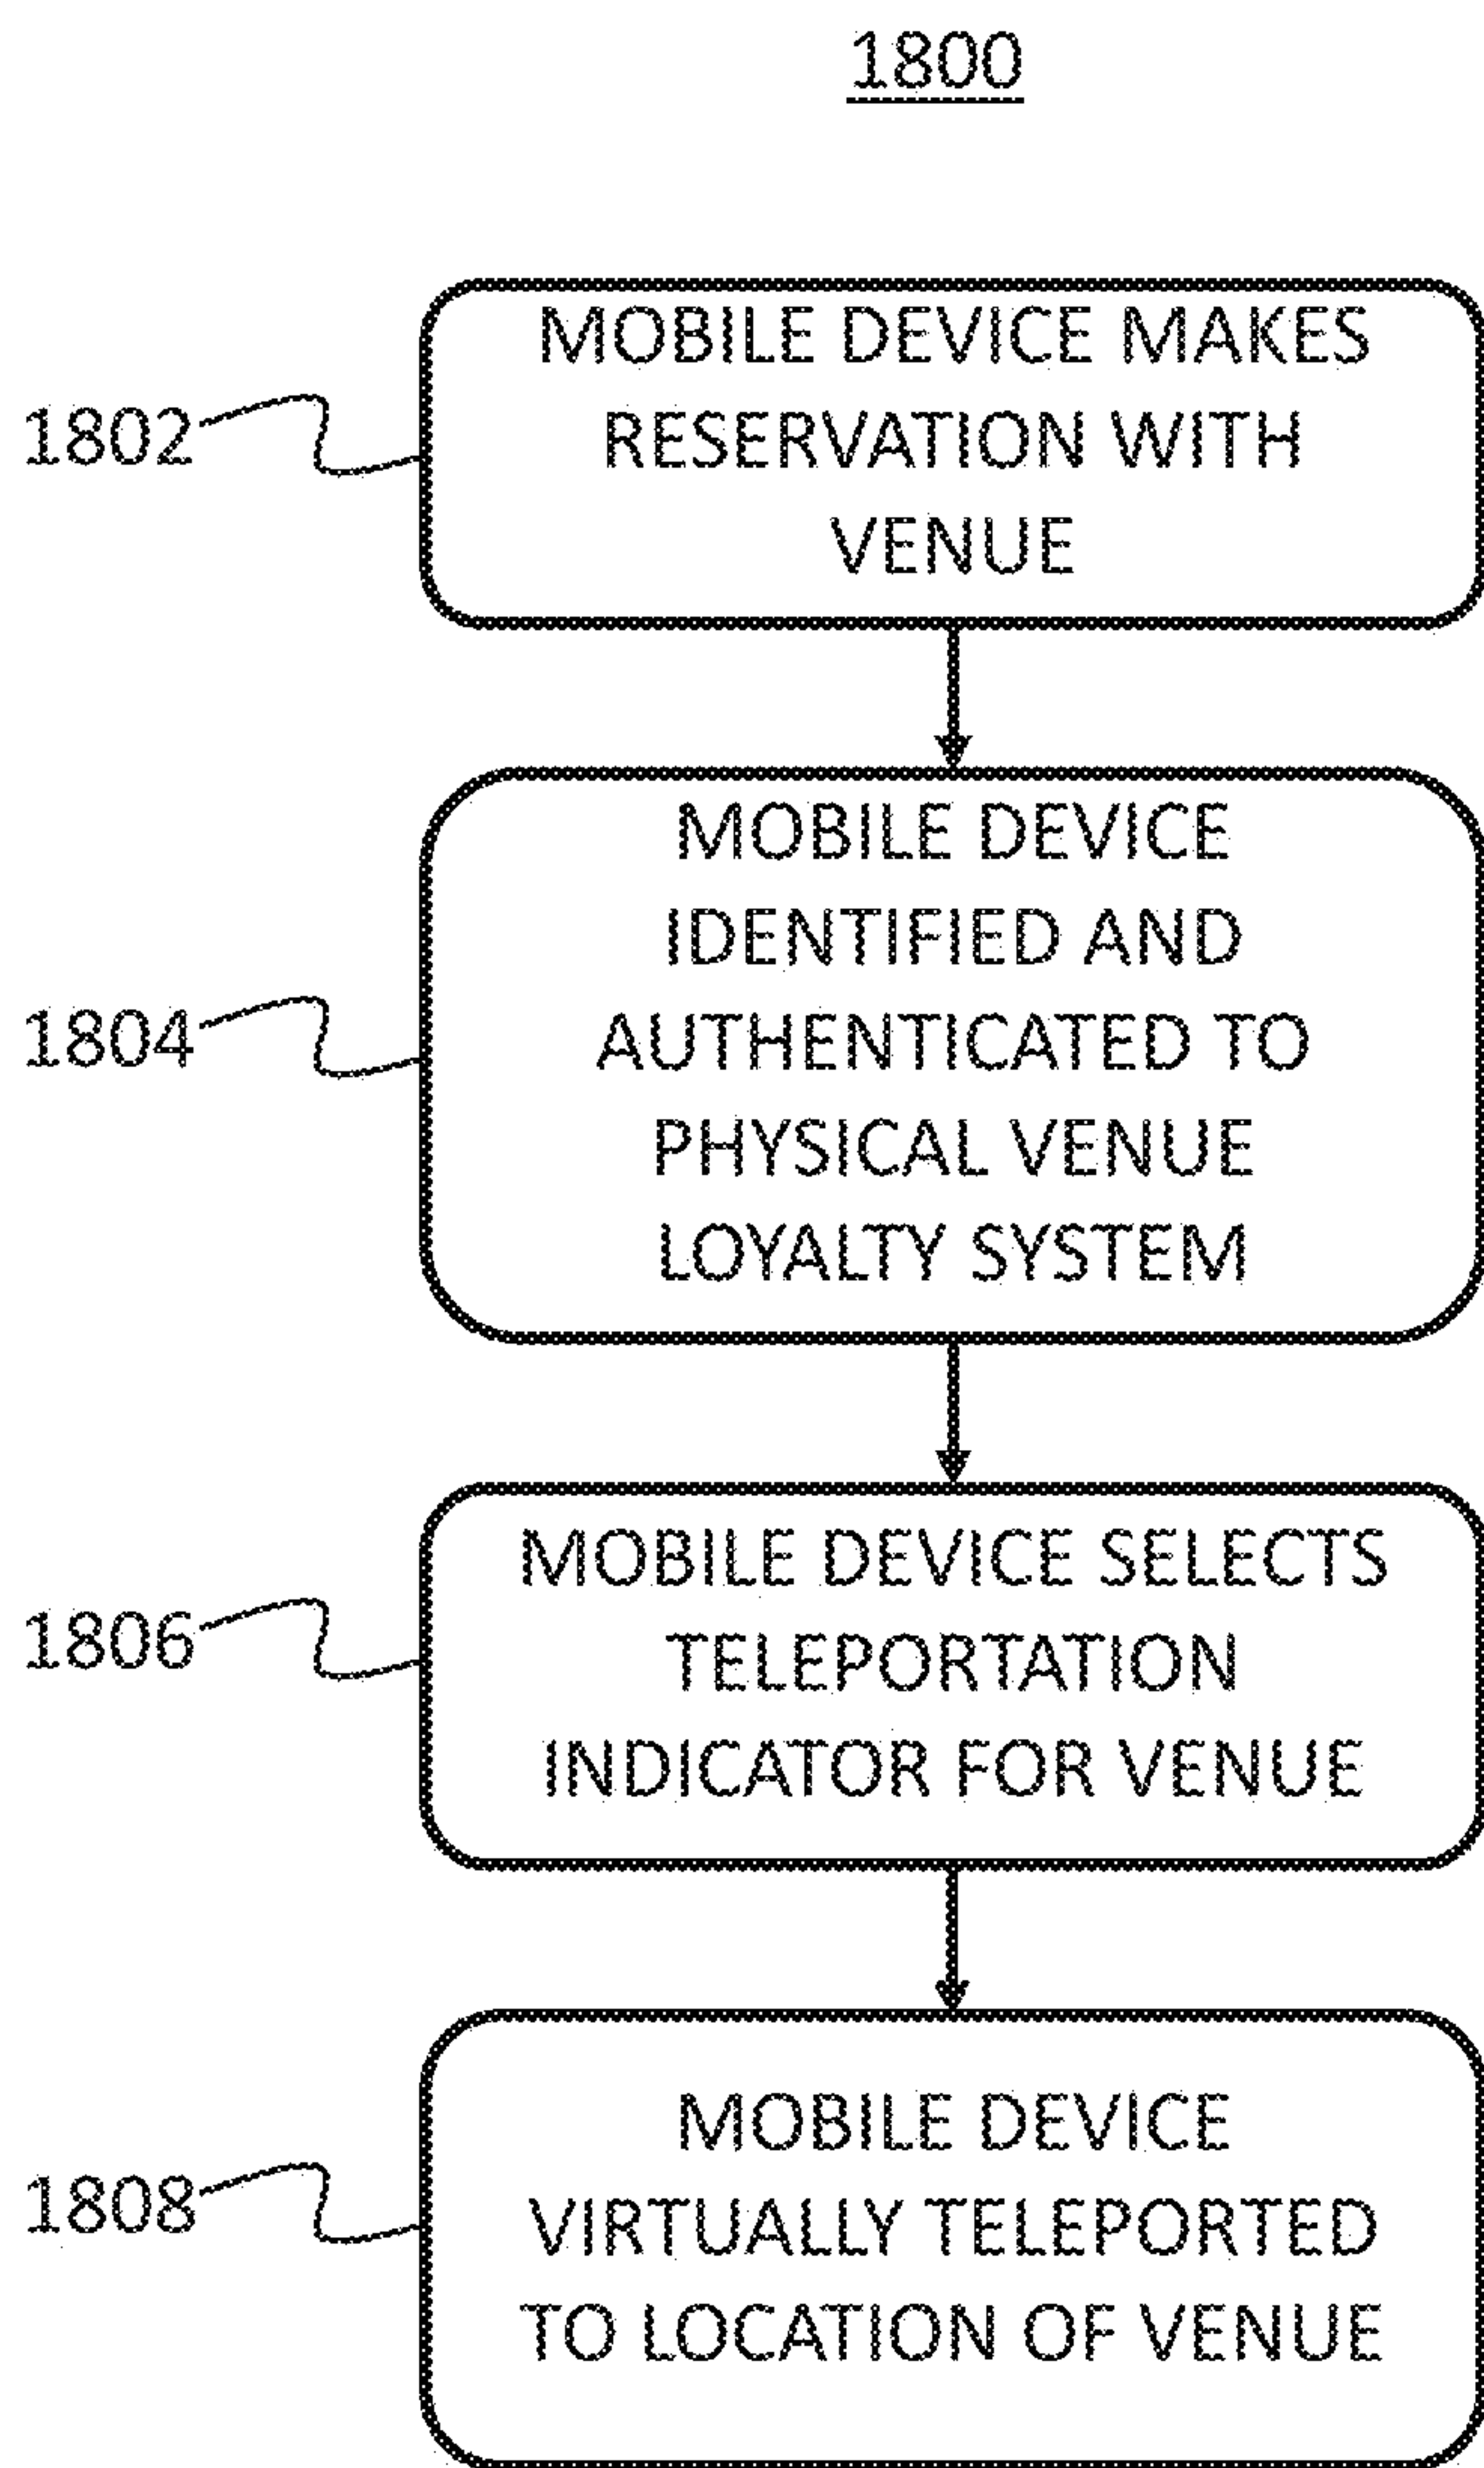 1800
MOBILE DEVICE MAKES
RESERVATION WITH
VENUE
1802
MOBILE DEVICE
IDENTIFIED AND
AUTHENTICATED TO
PHYSICAL VENUE
LOYALTY SYSTEM
1804
MOBILE DEVICE SELECTS
TELEPORTATION
INDICATOR FOR VENUE
1806
MOBILE DEVICE
VIRTUALLY TELEPORTED
TO LOCATION OF VENUE
1808